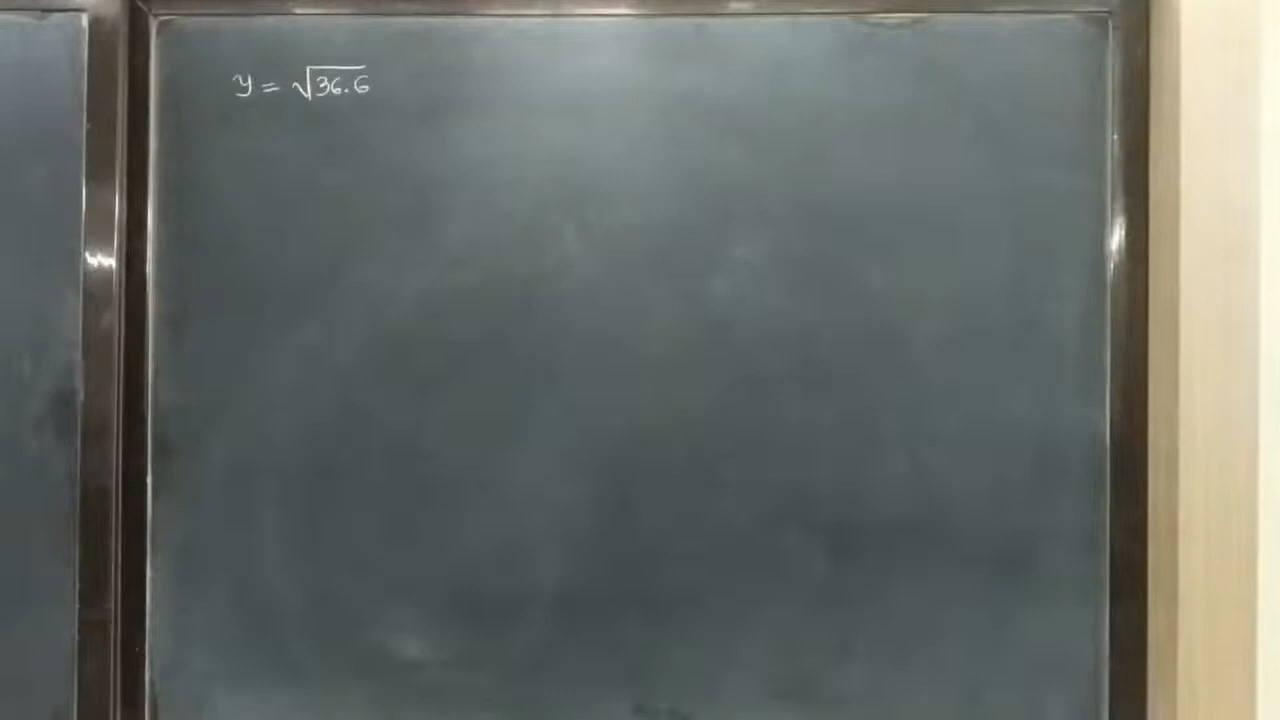 y = √36.6